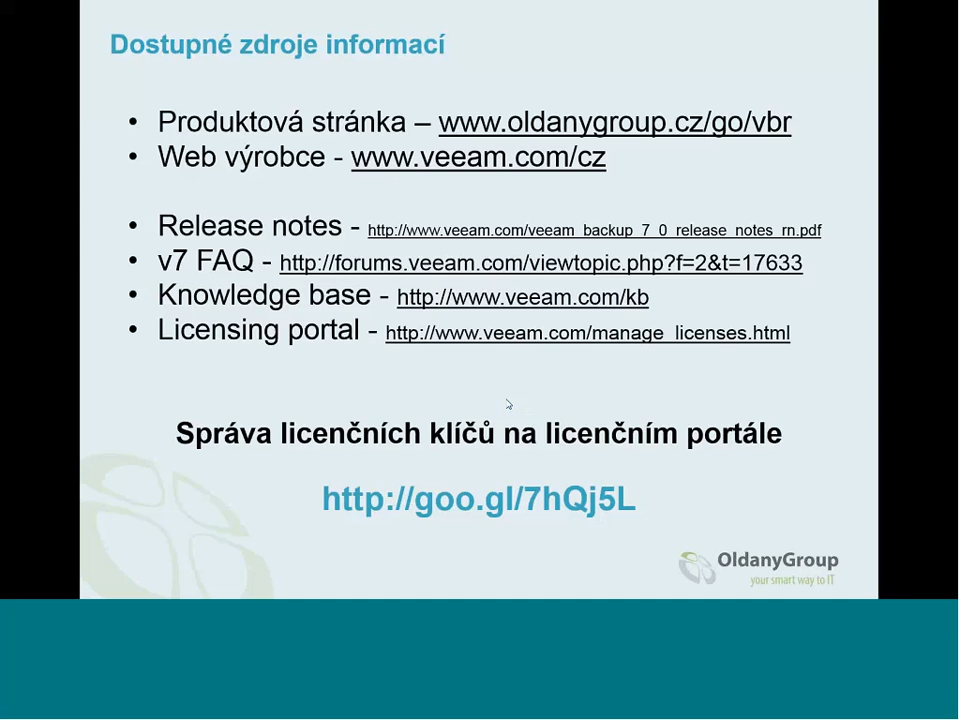 Dostupné zdroje informací
• Produktová stránka – www.oldanygroup.cz/go/vbr
• Web výrobce - www.veeam.com/cz
• Release notes - http://www.veeam.com/veeam_backup_7_0_release_notes_rn.pdf
• v7 FAQ - http://forums.veeam.com/viewtopic.php?f=2&t=17633
• Knowledge base - http://www.veeam.com/kb
• Licensing portal - http://www.veeam.com/manage_licenses.html
Správa licenčních klíčů na licenčním portále
http://goo.gl/7hQj5L
OldanyGroup
your smart way to IT